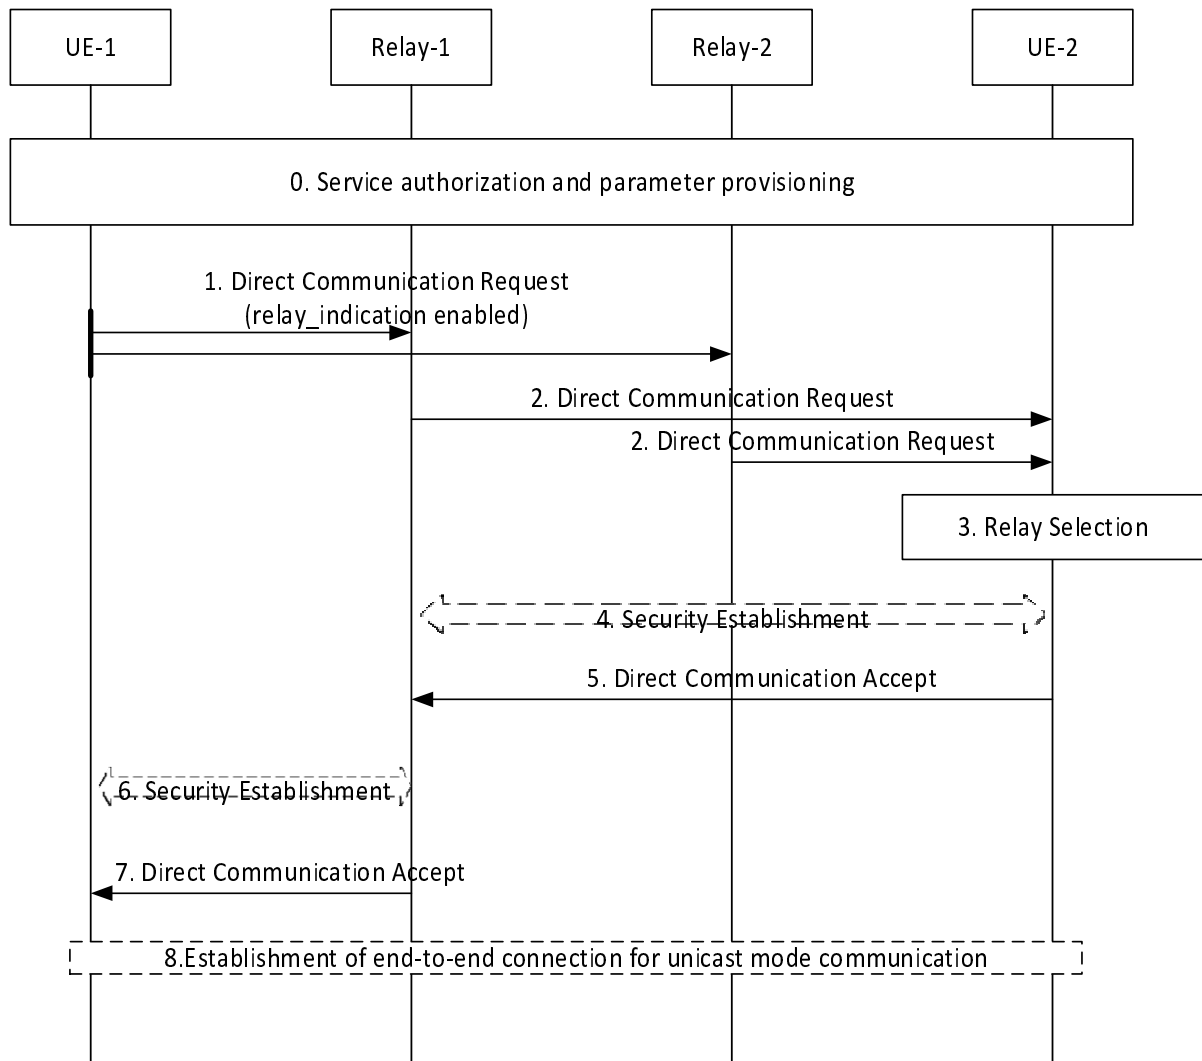 UE-1
Relay-1
Relay-2
UE-2
0. Service authorization and parameter provisioning
1. Direct Communication Request
(relay_indication enabled)
2. Direct Communication Request
2. Direct Communication Request
3. Relay Selection
4. Security Establishment
5. Direct Communication Accept
6. Security Establishment
7. Direct Communication Accept
8.Establishment of end-to-end connection for unicast mode communication